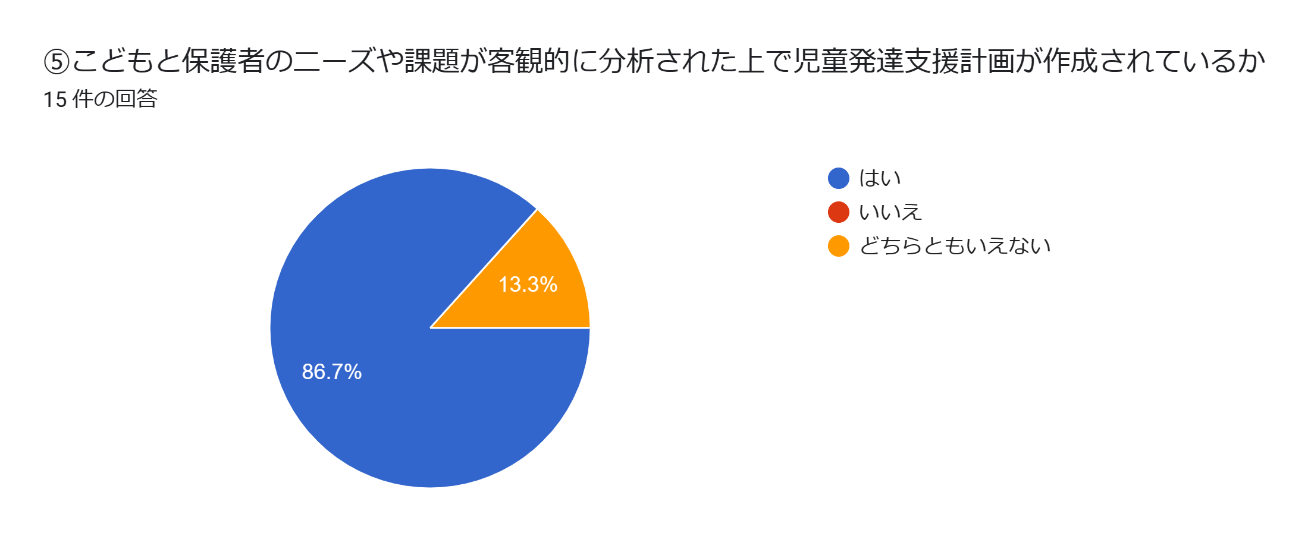 ⑤こどもと保護者のニーズや課題が客観的に分析された上で児童発達支援計画が作成されているか
15 件の回答
はい
いいえ
どちらともいえない
13.3%
86.7%